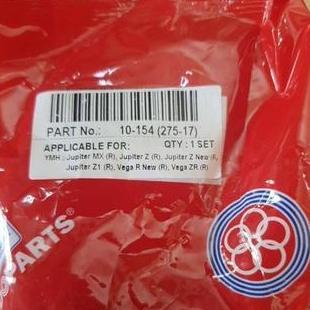 PART No.: 10-154 (275-17)
APPLICABLE FOR: QTY : 1 SET
YMH : Jupiter MX (R), Jupiter Z (R), Jupiter Z New (R,
Jupiter Z1 (R), Vega R New (R), Vega ZR (R)
PARTS